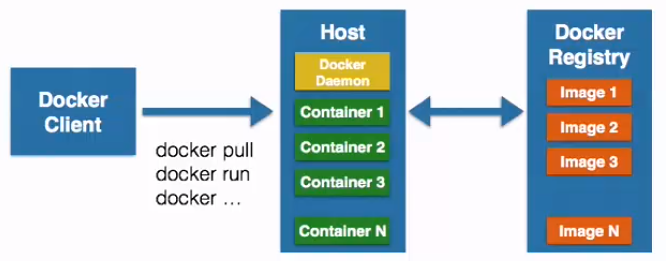 Docker
Client
docker pull
docker run
docker ...
Host
Docker
Daemon
Container 1
Container 2
Container 3
Container N
Docker
Registry
Image 1
Image 2
Image 3
Image N